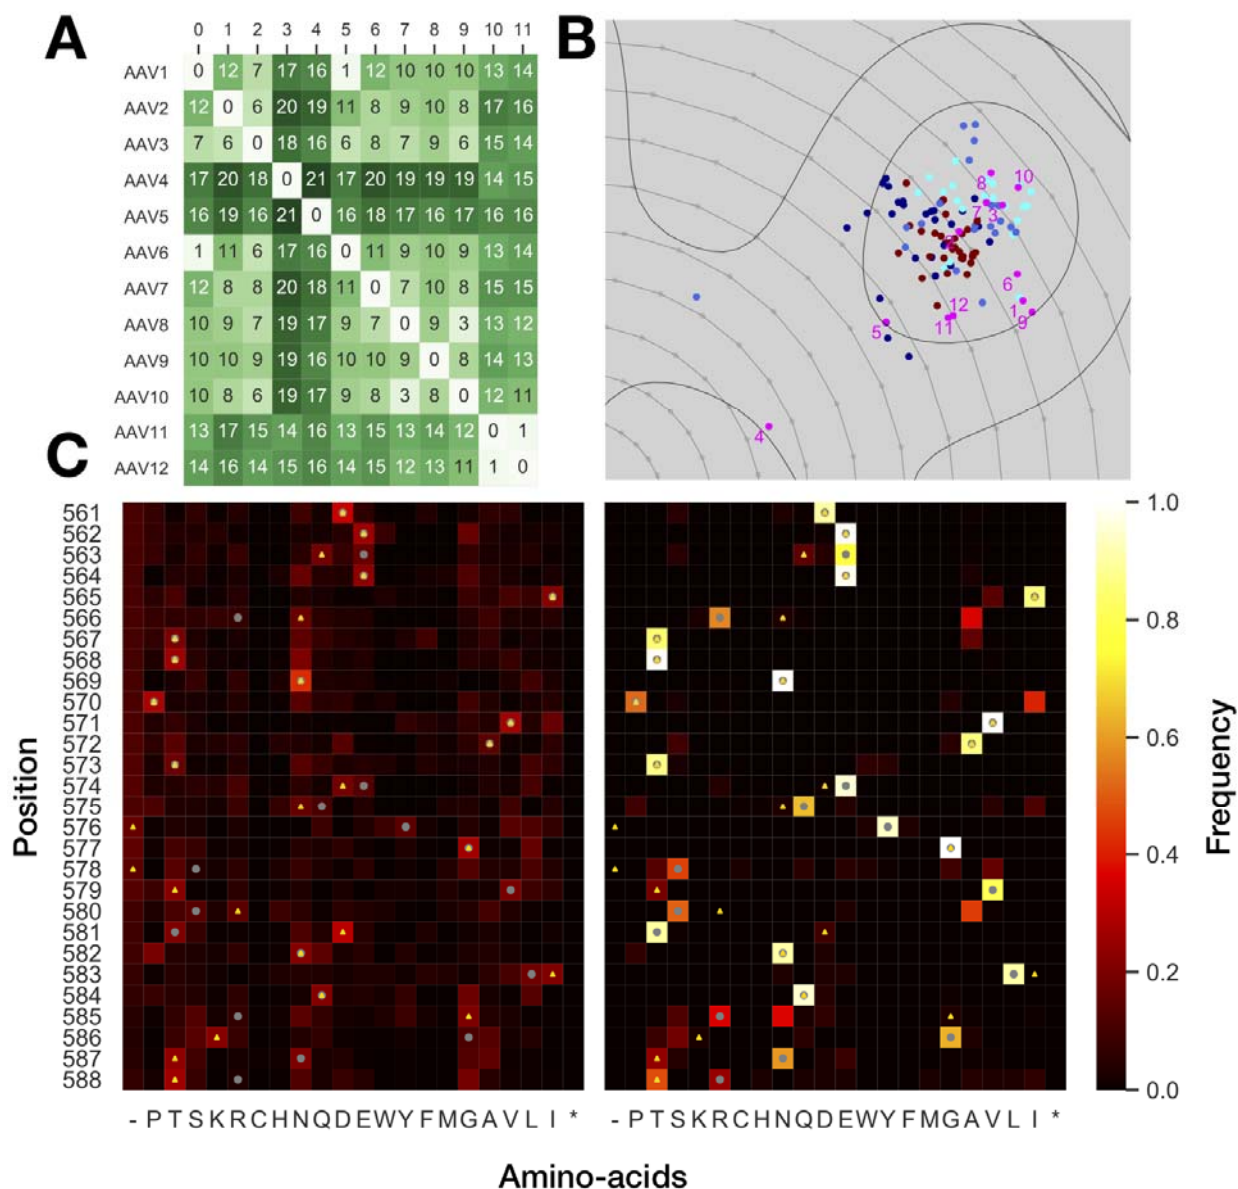 A
B
0 1 2 3 4 5 6 7 8 9 10 11
AAV1 0 12 7 17 16 1 12 10 10 10 13 14
AAV2 12 0 6 20 19 11 8 9 10 8 17 16
AAV3 7 6 0 18 16 6 8 7 9 6 15 14
AAV4 17 20 18 0 21 17 20 19 19 19 14 15
AAV5 16 19 16 21 0 16 18 17 16 17 16 16
AAV6 1 11 6 17 16 0 11 9 10 9 13 14
AAV7 12 8 8 20 18 11 0 7 10 8 15 15
AAV8 10 9 7 19 17 9 7 0 9 3 13 12
AAV9 10 10 9 19 16 10 10 9 0 8 14 13
AAV10 10 8 6 19 17 9 8 3 8 0 12 11
AAV11 13 17 15 14 16 13 15 13 14 12 0 1
AAV12 14 16 14 15 16 14 15 12 13 11 1 0
8
10
7
3
6
12
1
5
11
9
4
C
Position
561
562
563
564
565
566
567
568
569
570
571
572
573
574
575
576
577
578
579
580
581
582
583
584
585
586
587
588
- P T S K R C H N Q D E W Y F M G A V L I *
- P T S K R C H N Q D E W Y F M G A V L I *
Amino-acids
1.0
0.8
0.6
0.4
0.2
0.0
Frequency